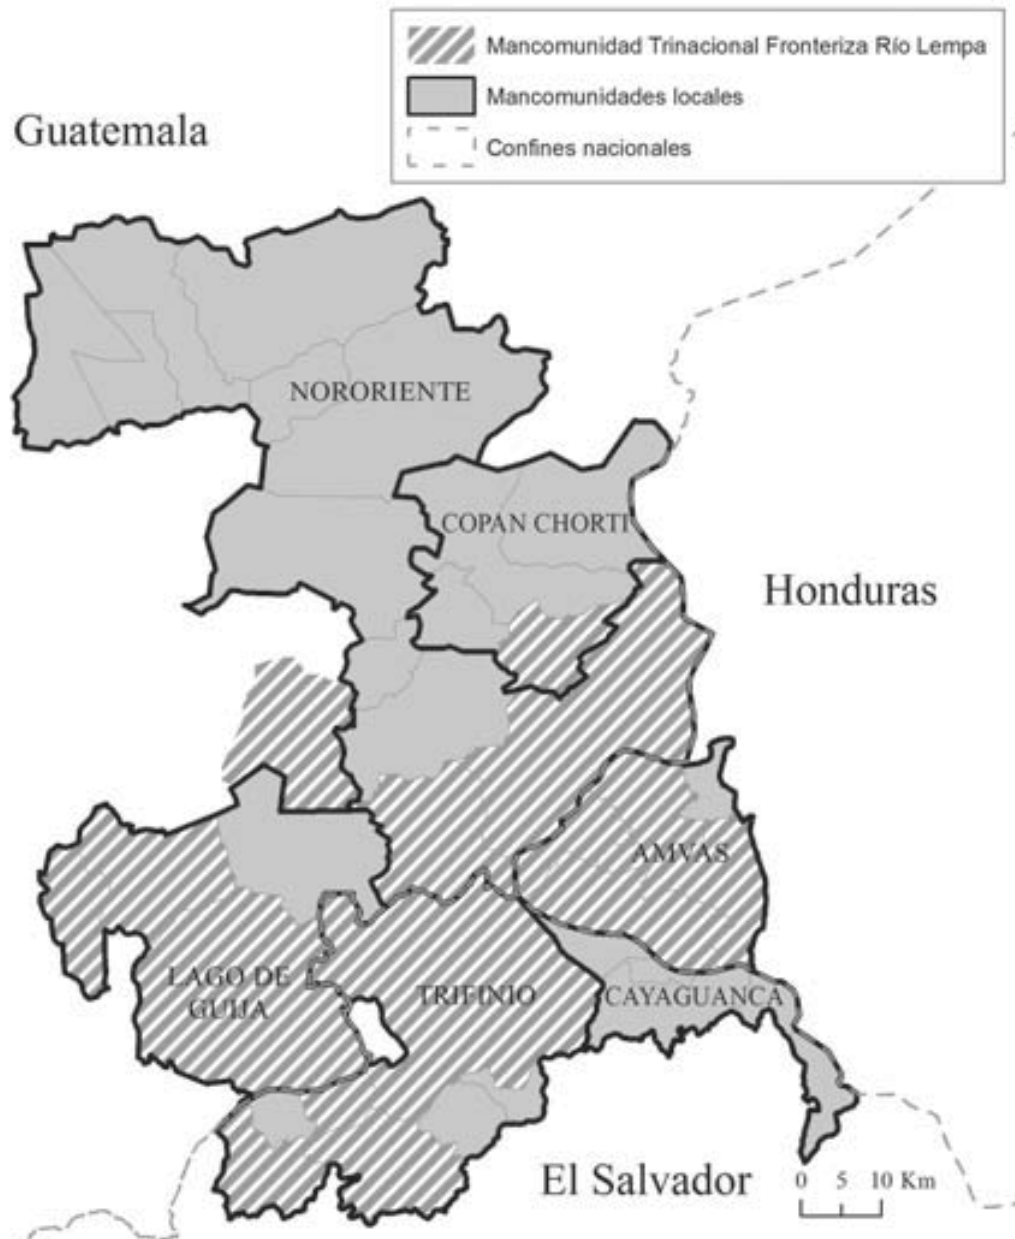 Mancomunidad Trinacional Fronteriza Río Lempa
Mancomunidades locales
Confines nacionales
Guatemala
NORORIENTE
COPAN CHORTI
Honduras
AMVAS
LAGO DE
GUIJA
TRIFINIO
CAYAGUANCA
El Salvador
0 5 10 Km